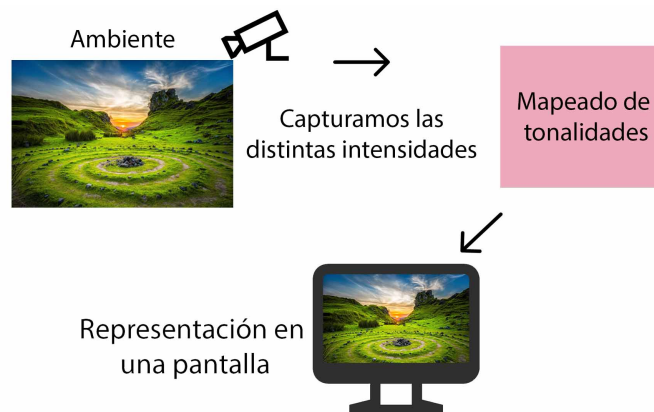 Ambiente
Capturamos las
distintas intensidades
Mapeado de
tonalidades
Representación en
una pantalla